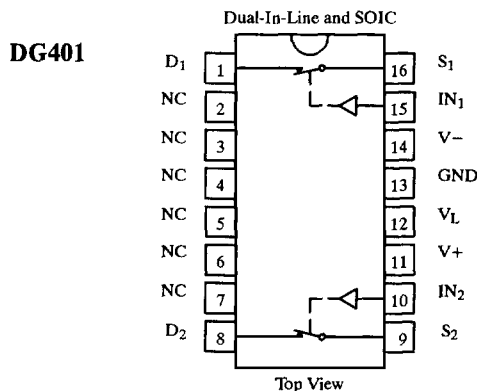 Dual-In-Line and SOIC
DG401
D₁ 1 16 S₁
NC 2 15 IN₁
NC 3 14 V−
NC 4 13 GND
NC 5 12 V_L
NC 6 11 V+
NC 7 10 IN₂
D₂ 8 9 S₂
Top View